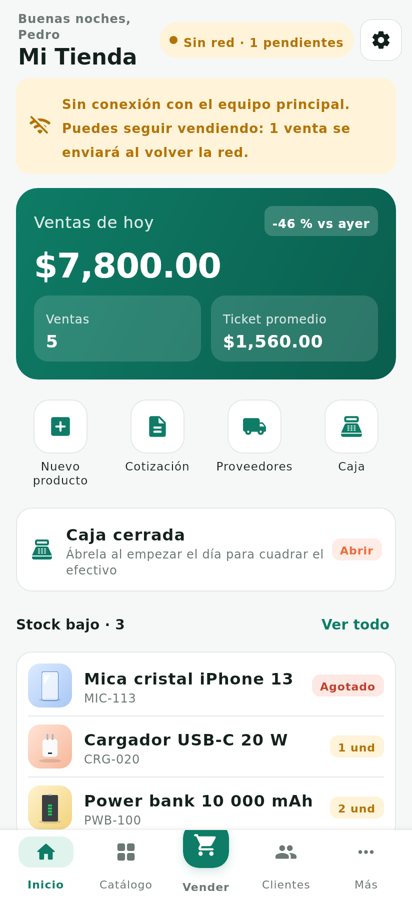 Buenas noches,
Pedro
Mi Tienda
Sin red · 1 pendientes
Sin conexión con el equipo principal.
Puedes seguir vendiendo: 1 venta se
enviará al volver la red.
Ventas de hoy
-46 % vs ayer
$7,800.00
Ventas
5
Ticket promedio
$1,560.00
Nuevo
producto
Cotización
Proveedores
Caja
Caja cerrada
Ábrela al empezar el día para cuadrar el
efectivo
Abrir
Stock bajo · 3
Ver todo
Mica cristal iPhone 13
MIC-113
Agotado
Cargador USB-C 20 W
CRG-020
1 und
Power bank 10 000 mAh
PWB-100
2 und
Inicio
Catálogo
Vender
Clientes
Más